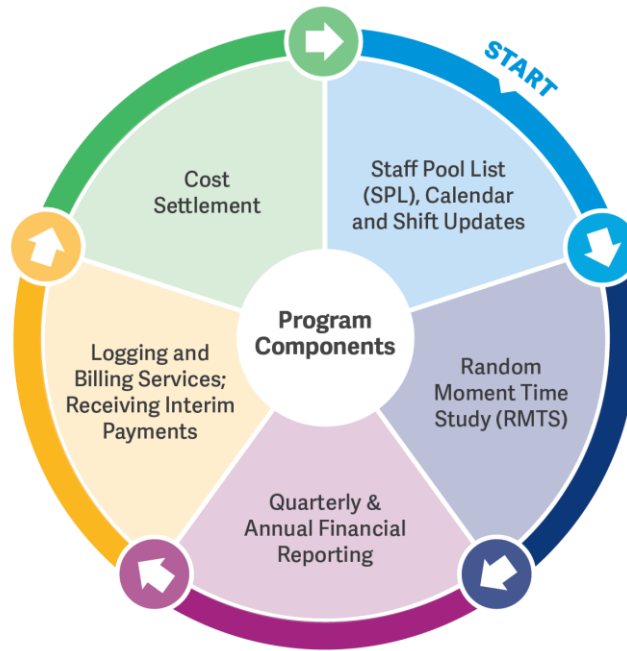 START
Staff Pool List
(SPL), Calendar
and Shift Updates
Random
Moment Time
Study (RMTS)
Quarterly &
Annual Financial
Reporting
Logging and
Billing Services;
Receiving Interim
Payments
Cost
Settlement
Program
Components